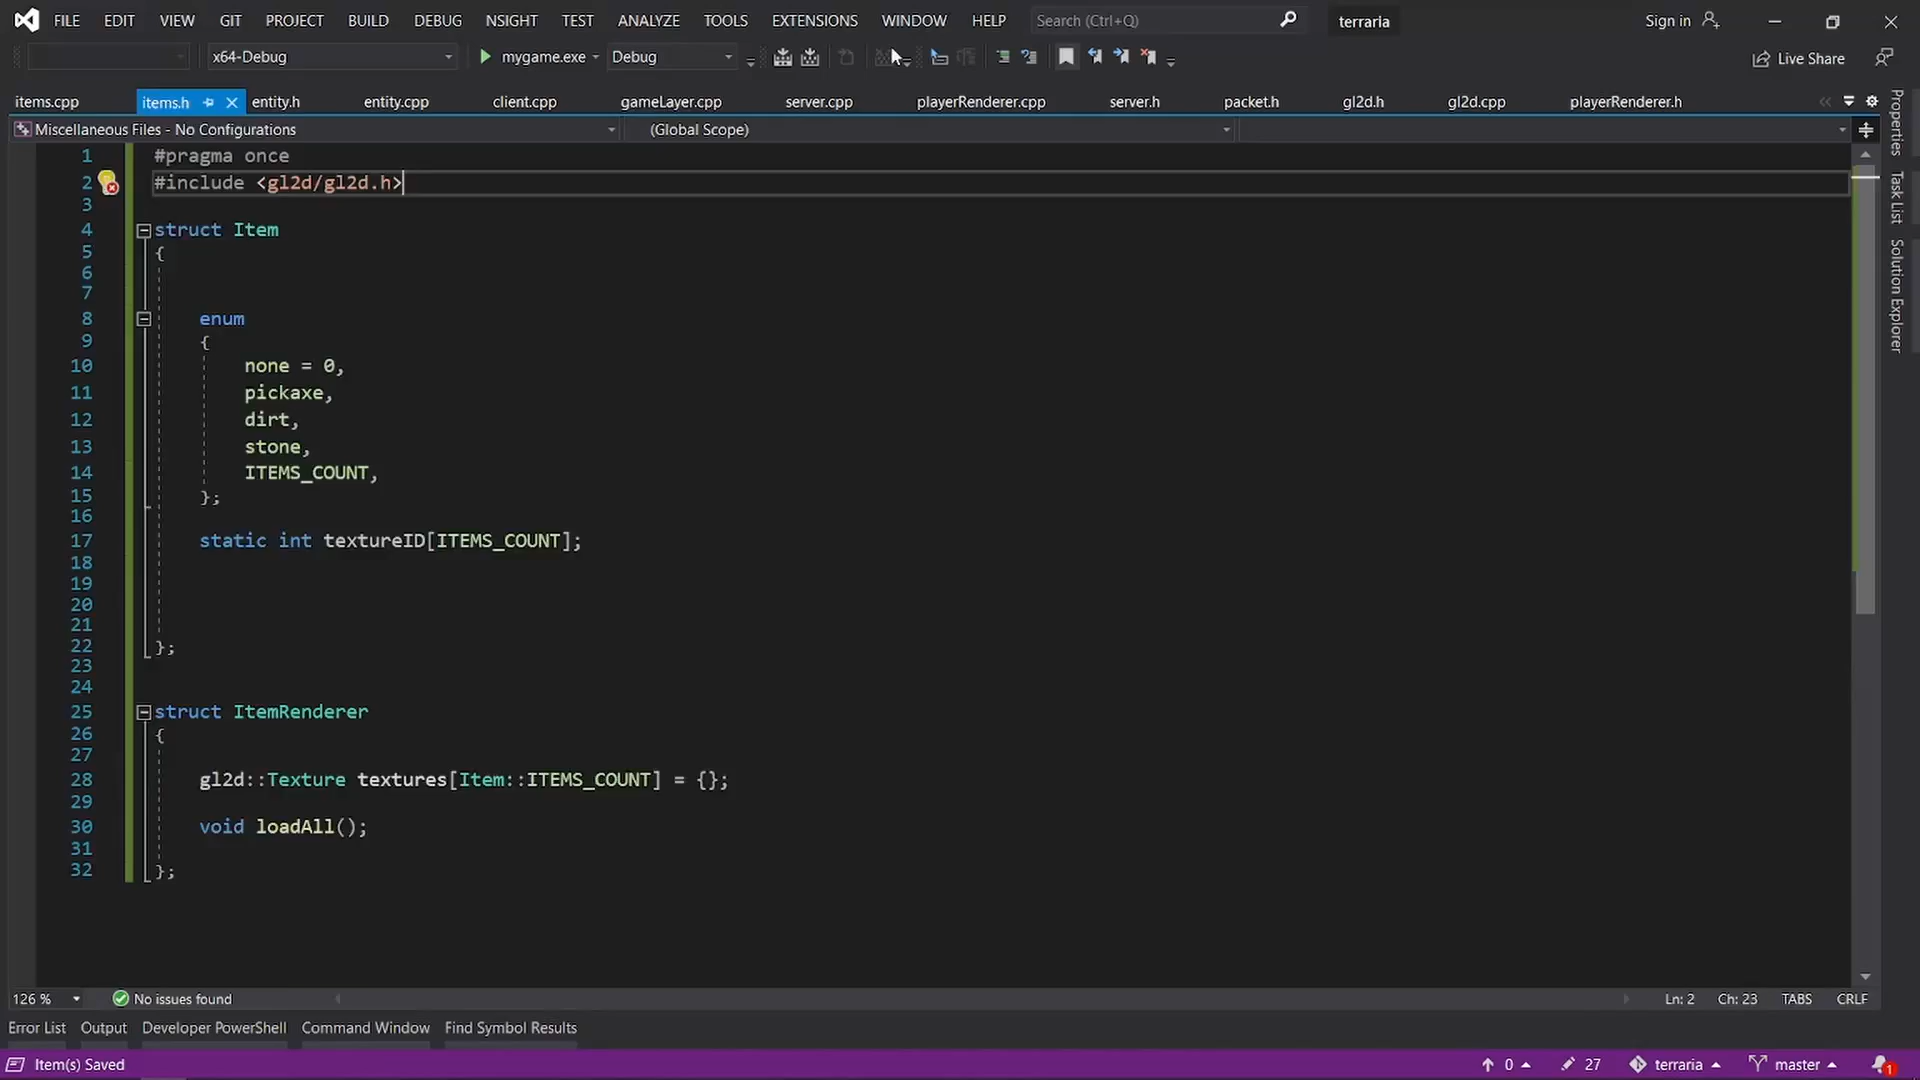 FILE EDIT VIEW GIT PROJECT BUILD DEBUG NSIGHT TEST ANALYZE TOOLS EXTENSIONS WINDOW HELP Search (Ctrl+Q) terraria Sign in
x64-Debug mygame.exe Debug Live Share
items.cpp items.h entity.h entity.cpp client.cpp gameLayer.cpp server.cpp playerRenderer.cpp server.h packet.h gl2d.h gl2d.cpp playerRenderer.h
Miscellaneous Files - No Configurations (Global Scope)
1 #pragma once
2 #include <gl2d/gl2d.h>
3
4 struct Item
5 {
6
7
8 enum
9 {
10 none = 0,
11 pickaxe,
12 dirt,
13 stone,
14 ITEMS_COUNT,
15 };
16
17 static int textureID[ITEMS_COUNT];
18
19
20
21
22 };
23
24
25 struct ItemRenderer
26 {
27
28 gl2d::Texture textures[Item::ITEMS_COUNT] = {};
29
30 void loadAll();
31
32 };
Properties
Task List
Solution Explorer
126 % No issues found Ln: 2 Ch: 23 TABS CRLF
Error List Output Developer PowerShell Command Window Find Symbol Results
Item(s) Saved 0 27 terraria master 1